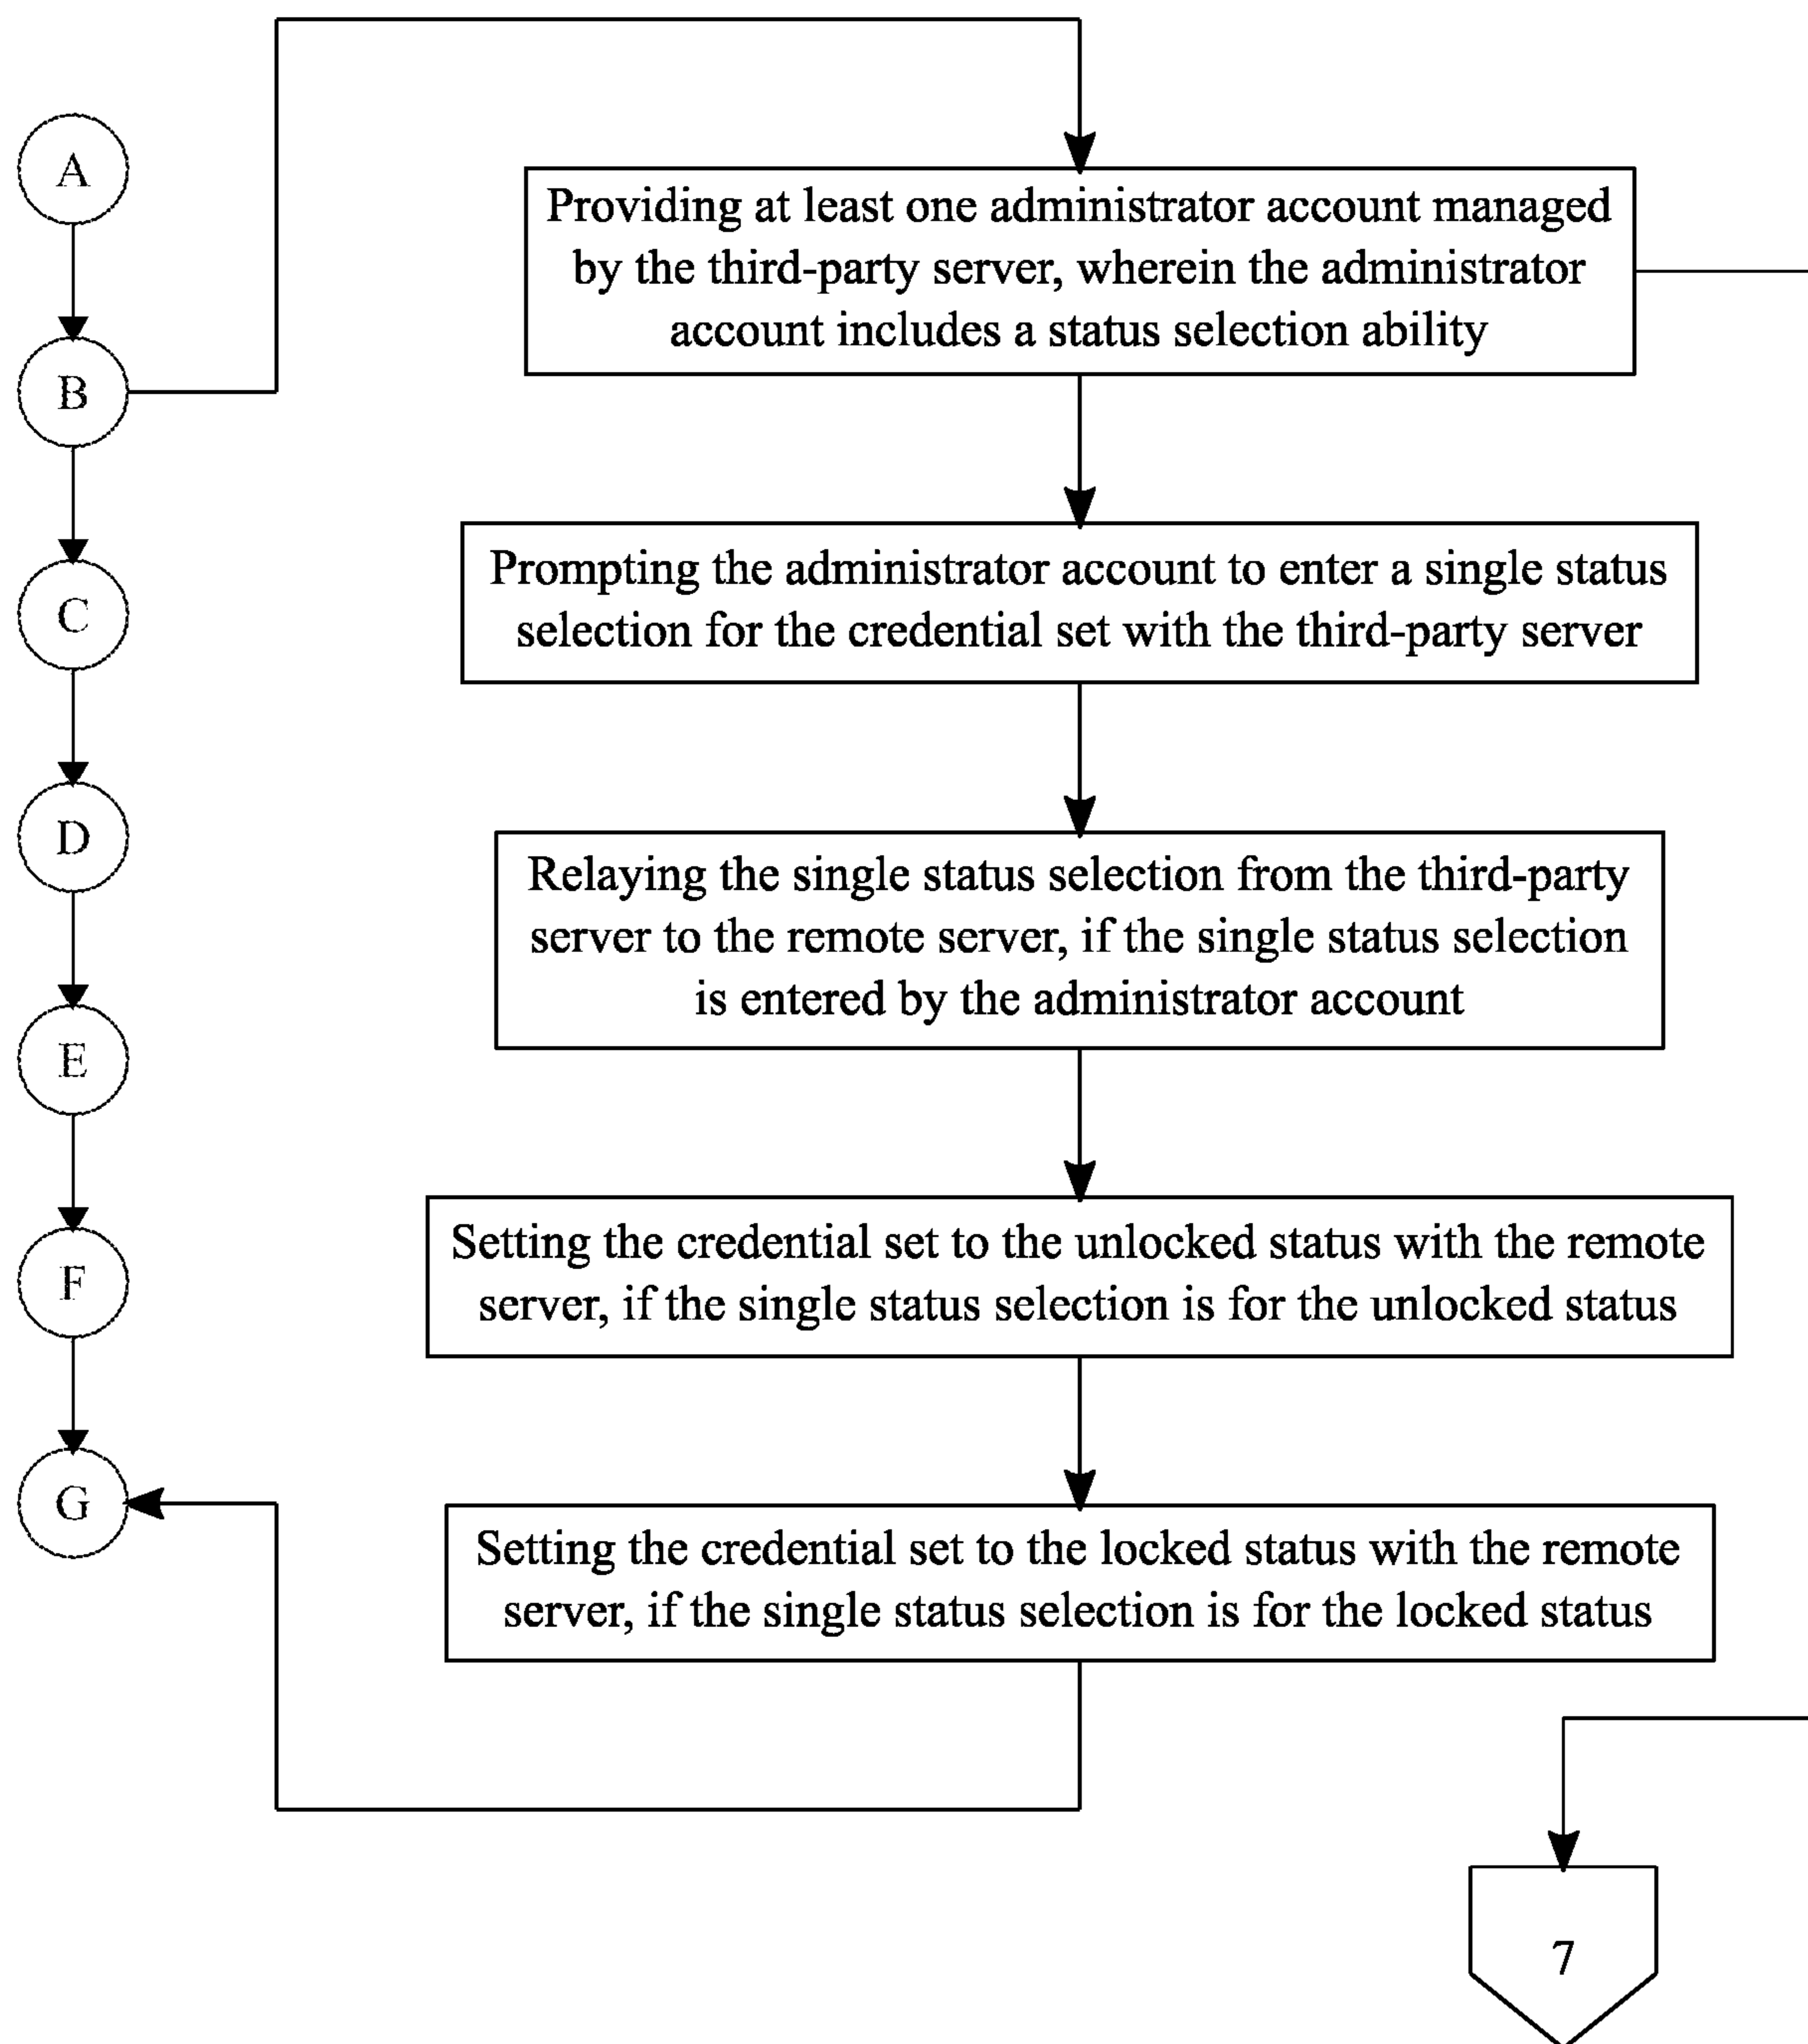 A
B
C
D
E
F
G
Providing at least one administrator account managed
by the third-party server, wherein the administrator
account includes a status selection ability
Prompting the administrator account to enter a single status
selection for the credential set with the third-party server
Relaying the single status selection from the third-party
server to the remote server, if the single status selection
is entered by the administrator account
Setting the credential set to the unlocked status with the remote
server, if the single status selection is for the unlocked status
Setting the credential set to the locked status with the remote
server, if the single status selection is for the locked status
7